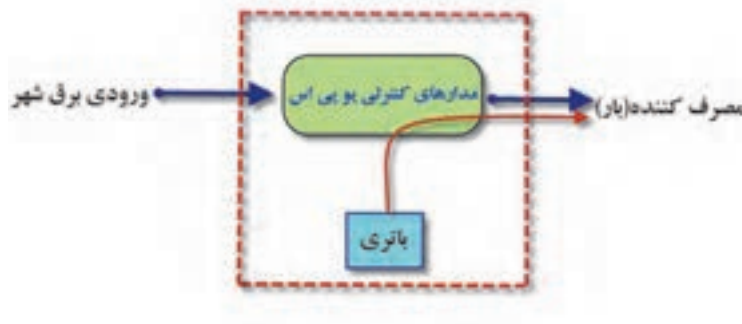 مدارهای کنترلی یو پی اس
ورودی برق شهر
مصرف کننده(بار)
باتری